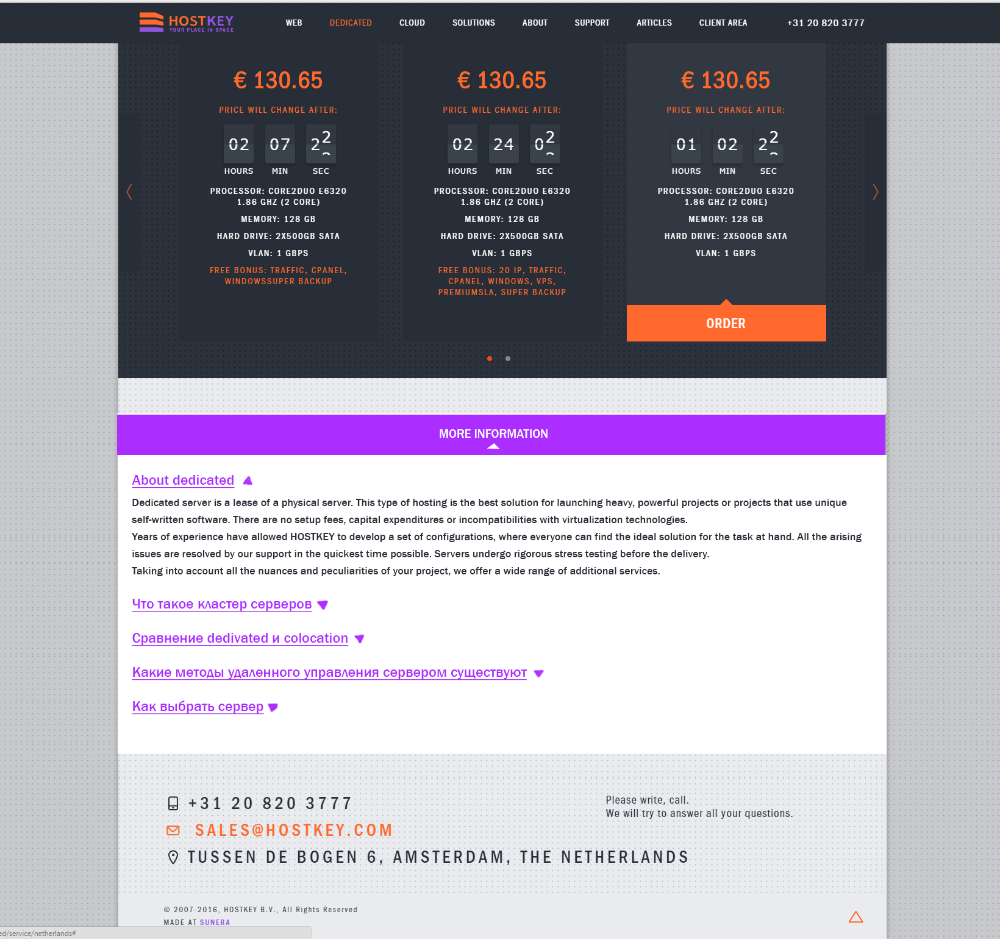 HOSTKEY
YOUR PLACE IN SPACE
WEB DEDICATED CLOUD SOLUTIONS ABOUT SUPPORT ARTICLES CLIENT AREA +31 20 820 3777
€ 130.65
PRICE WILL CHANGE AFTER:
02 07 22
HOURS MIN SEC
PROCESSOR: CORE2DUO E6320
1.86 GHZ (2 CORE)
MEMORY: 128 GB
HARD DRIVE: 2X500GB SATA
VLAN: 1 GBPS
FREE BONUS: TRAFFIC, CPANEL,
WINDOWSSUPER BACKUP
€ 130.65
PRICE WILL CHANGE AFTER:
02 24 02
HOURS MIN SEC
PROCESSOR: CORE2DUO E6320
1.86 GHZ (2 CORE)
MEMORY: 128 GB
HARD DRIVE: 2X500GB SATA
VLAN: 1 GBPS
FREE BONUS: 20 IP, TRAFFIC,
CPANEL, WINDOWS, VPS,
PREMIUMSLA, SUPER BACKUP
€ 130.65
PRICE WILL CHANGE AFTER:
01 02 22
HOURS MIN SEC
PROCESSOR: CORE2DUO E6320
1.86 GHZ (2 CORE)
MEMORY: 128 GB
HARD DRIVE: 2X500GB SATA
VLAN: 1 GBPS
ORDER
MORE INFORMATION
About dedicated
Dedicated server is a lease of a physical server. This type of hosting is the best solution for launching heavy, powerful projects or projects that use unique
self-written software. There are no setup fees, capital expenditures or incompatibilities with virtualization technologies.
Years of experience have allowed HOSTKEY to develop a set of configurations, where everyone can find the ideal solution for the task at hand. All the arising
issues are resolved by our support in the quickest time possible. Servers undergo rigorous stress testing before the delivery.
Taking into account all the nuances and peculiarities of your project, we offer a wide range of additional services.
Что такое кластер серверов
Сравнение dedivated и colocation
Какие методы удаленного управления сервером существуют
Как выбрать сервер
+31 20 820 3777
SALES@HOSTKEY.COM
TUSSEN DE BOGEN 6, AMSTERDAM, THE NETHERLANDS
Please write, call.
We will try to answer all your questions.
© 2007-2016, HOSTKEY B.V., All Rights Reserved
MADE AT SUNERA
ed/service/netherlands#